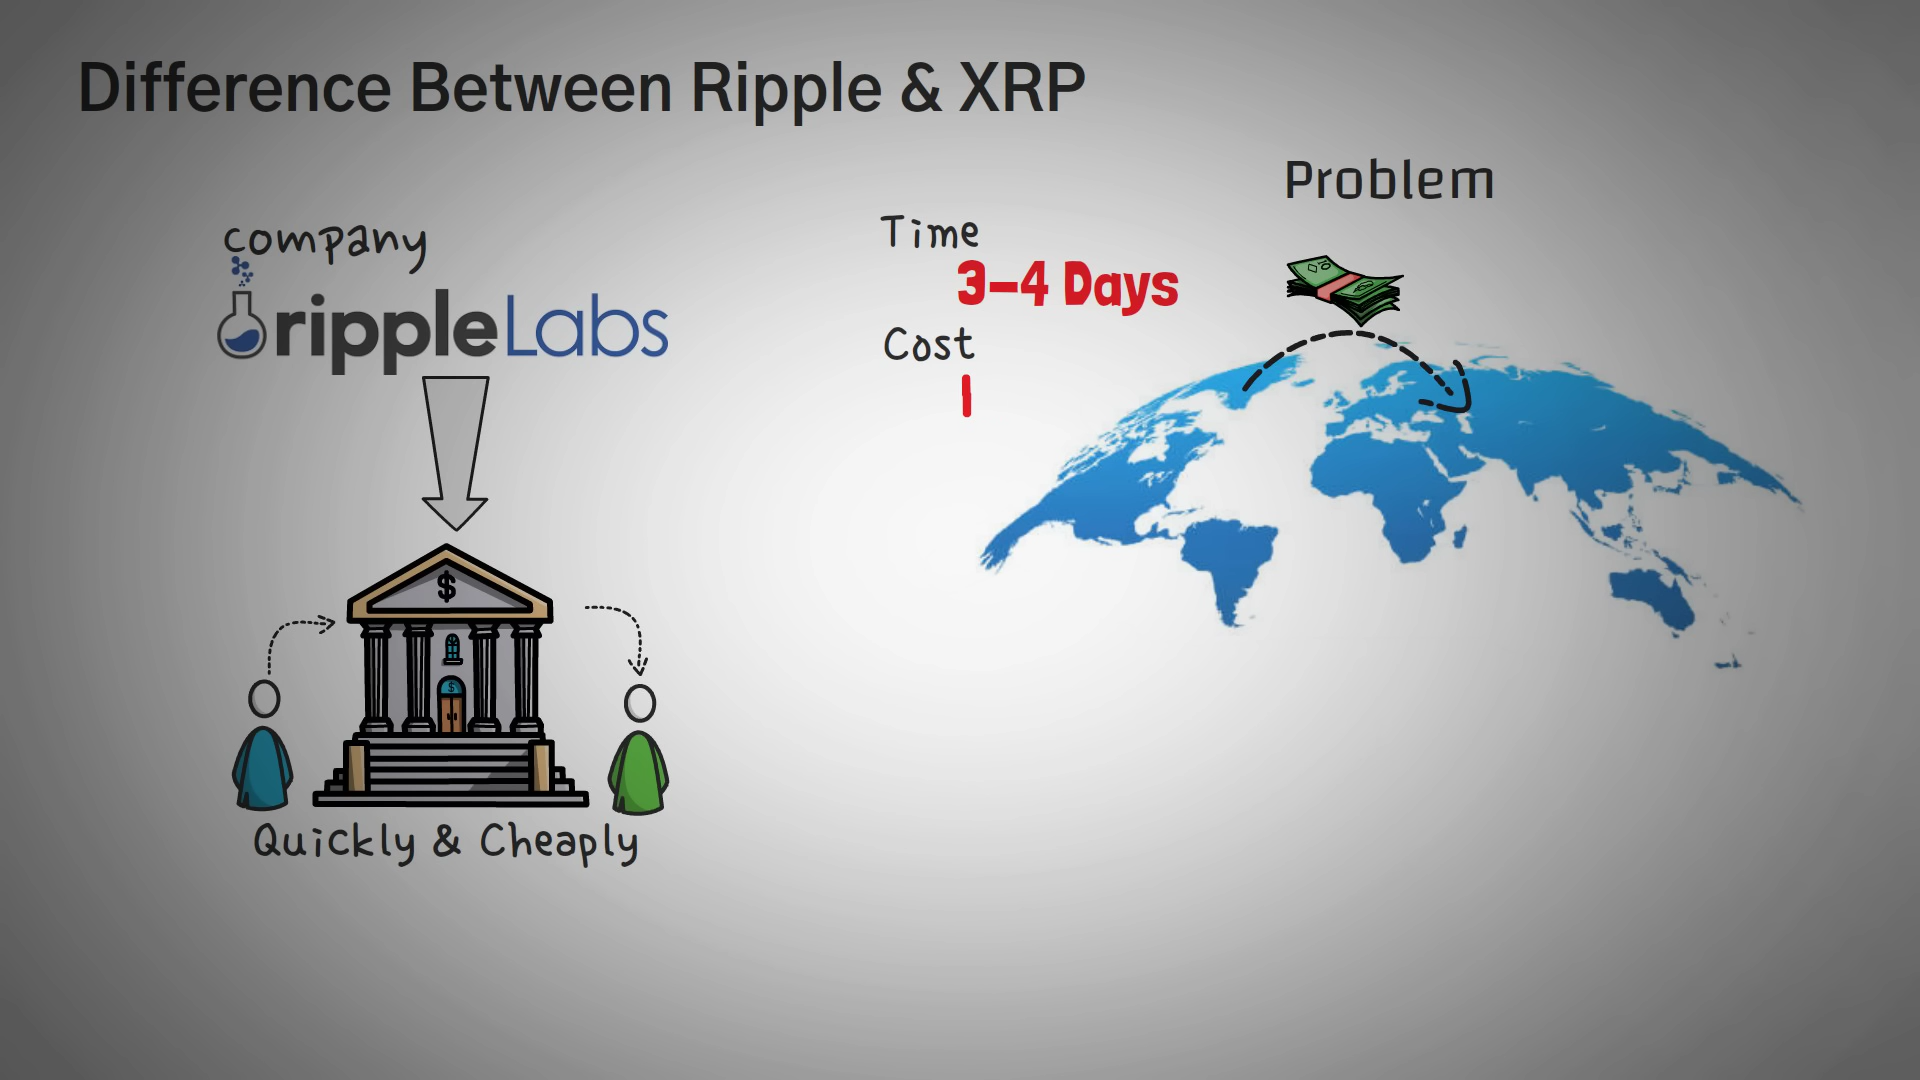 Difference Between Ripple & XRP
company
rippleLabs
$
$
Quickly & Cheaply
Problem
Time
3-4 Days
Cost